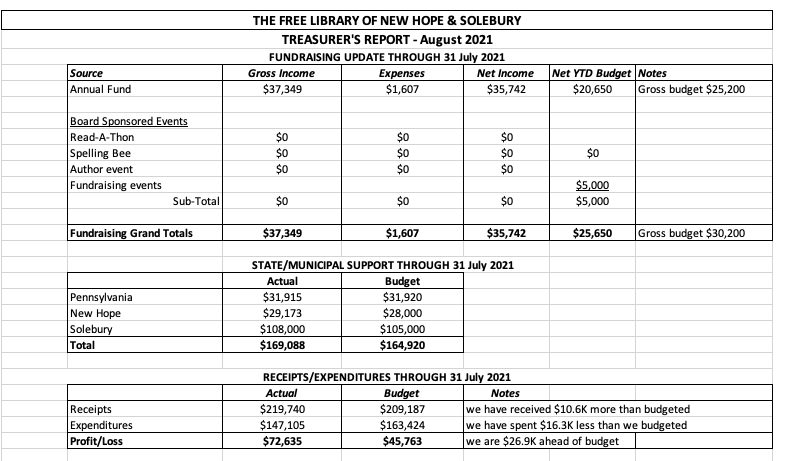 THE FREE LIBRARY OF NEW HOPE & SOLEBURY
TREASURER'S REPORT - August 2021
FUNDRAISING UPDATE THROUGH 31 July 2021
Source Gross Income Expenses Net Income Net YTD Budget Notes
Annual Fund $37,349 $1,607 $35,742 $20,650 Gross budget $25,200
Board Sponsored Events
Read-A-Thon $0 $0 $0
Spelling Bee $0 $0 $0 $0
Author event $0 $0 $0
Fundraising events $5,000
Sub-Total $0 $0 $0 $5,000
Fundraising Grand Totals $37,349 $1,607 $35,742 $25,650 Gross budget $30,200
STATE/MUNICIPAL SUPPORT THROUGH 31 July 2021
Actual Budget
Pennsylvania $31,915 $31,920
New Hope $29,173 $28,000
Solebury $108,000 $105,000
Total $169,088 $164,920
RECEIPTS/EXPENDITURES THROUGH 31 July 2021
Actual Budget Notes
Receipts $219,740 $209,187 we have received $10.6K more than budgeted
Expenditures $147,105 $163,424 we have spent $16.3K less than we budgeted
Profit/Loss $72,635 $45,763 we are $26.9K ahead of budget